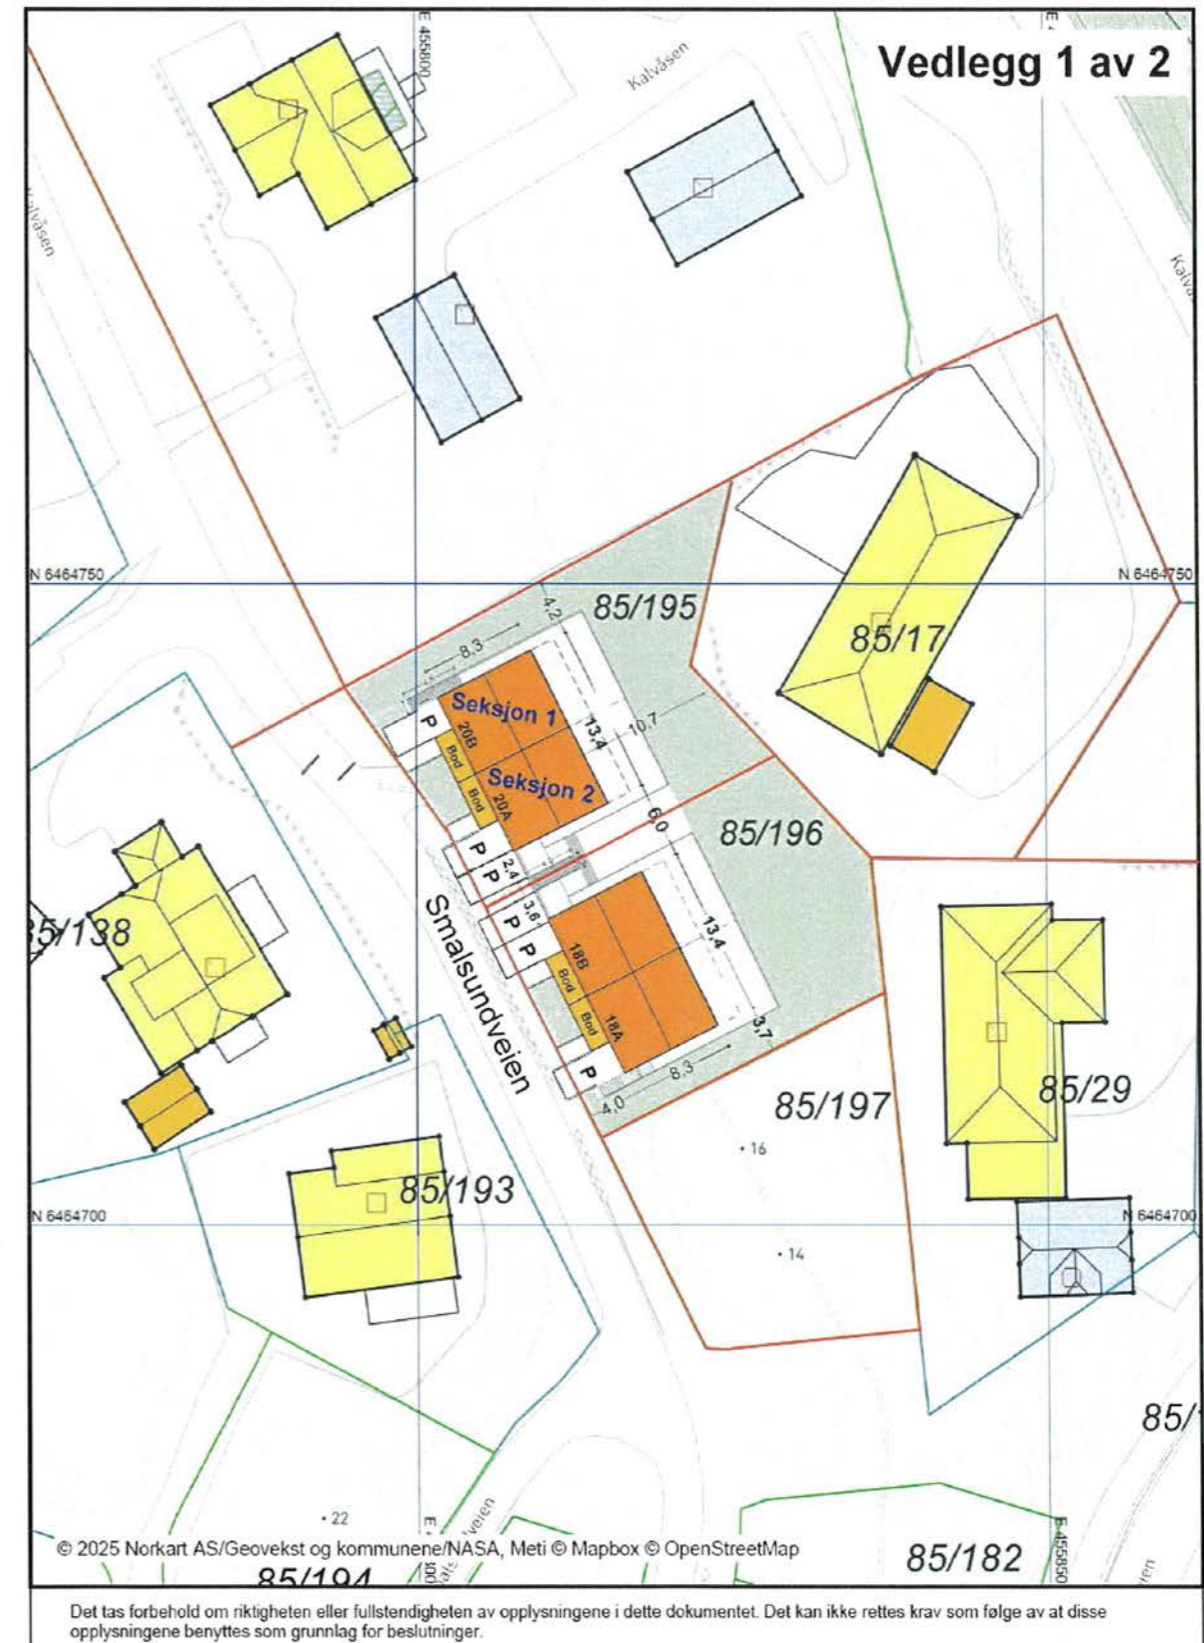 Vedlegg 1 av 2
E 455800
Kalvåsen
Kalvåsen
N 6464750
N 6464750
85/195
4,2
8,3
85/17
Seksjon 1
P
20B
13,4
10,7
Bod
Seksjon 2
Bod
20A
6,0
85/196
P
2,4
P
3,6
P
P
85/138
Smalsundveien
18B
13,4
Bod
Bod
18A
3,7
P
8,3
4,0
85/197
85/29
16
85/193
N 6464700
N 6464700
14
85/
22
E 455850
© 2025 Norkart AS/Geovekst og kommunene/NASA, Meti © Mapbox © OpenStreetMap
85/182
85/194
Det tas forbehold om riktigheten eller fullstendigheten av opplysningene i dette dokumentet. Det kan ikke rettes krav som følge av at disse
opplysningene benyttes som grunnlag for beslutninger.